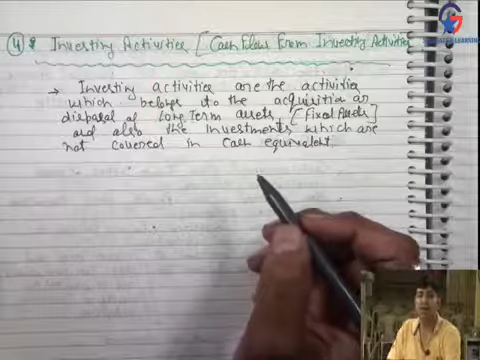 4 Investing Activities [Cash Flows From Investing Activities
→ Investing activities are the activities
which belongs to the acquisition or
disposal of Long Term assets, [Fixed Assets]
and also the investments which are
not covered in cash equivalent.